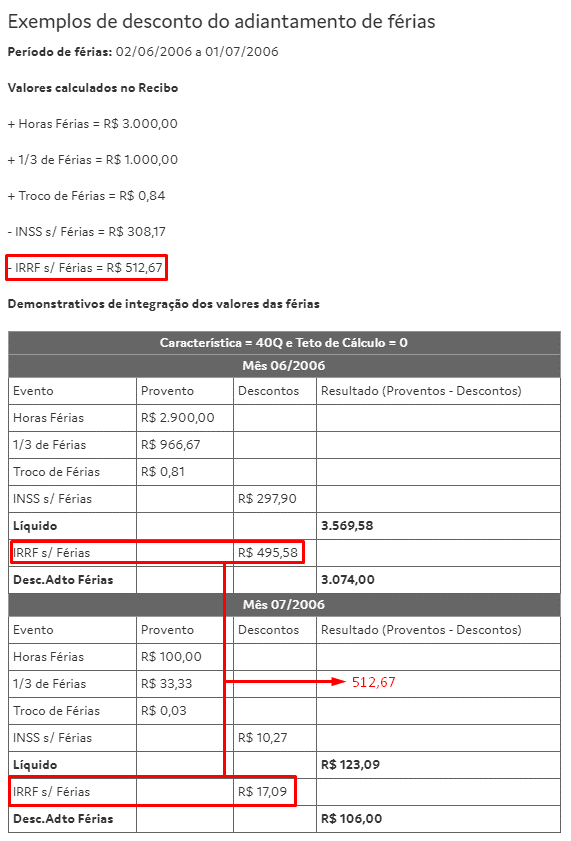 Exemplos de desconto do adiantamento de férias
Período de férias: 02/06/2006 a 01/07/2006
Valores calculados no Recibo
+ Horas Férias = R$ 3.000,00
+ 1/3 de Férias = R$ 1.000,00
+ Troco de Férias = R$ 0,84
- INSS s/ Férias = R$ 308,17
- IRRF s/ Férias = R$ 512,67
Demonstrativos de integração dos valores das férias
Característica = 40Q e Teto de Cálculo = 0
Mês 06/2006
Evento Provento Descontos Resultado (Proventos - Descontos)
Horas Férias R$ 2.900,00
1/3 de Férias R$ 966,67
Troco de Férias R$ 0,81
INSS s/ Férias R$ 297,90
Líquido 3.569,58
IRRF s/ Férias R$ 495,58
Desc.Adto Férias 3.074,00
Mês 07/2006
Evento Provento Descontos Resultado (Proventos - Descontos)
Horas Férias R$ 100,00
1/3 de Férias R$ 33,33 512,67
Troco de Férias R$ 0,03
INSS s/ Férias R$ 10,27
Líquido R$ 123,09
IRRF s/ Férias R$ 17,09
Desc.Adto Férias R$ 106,00